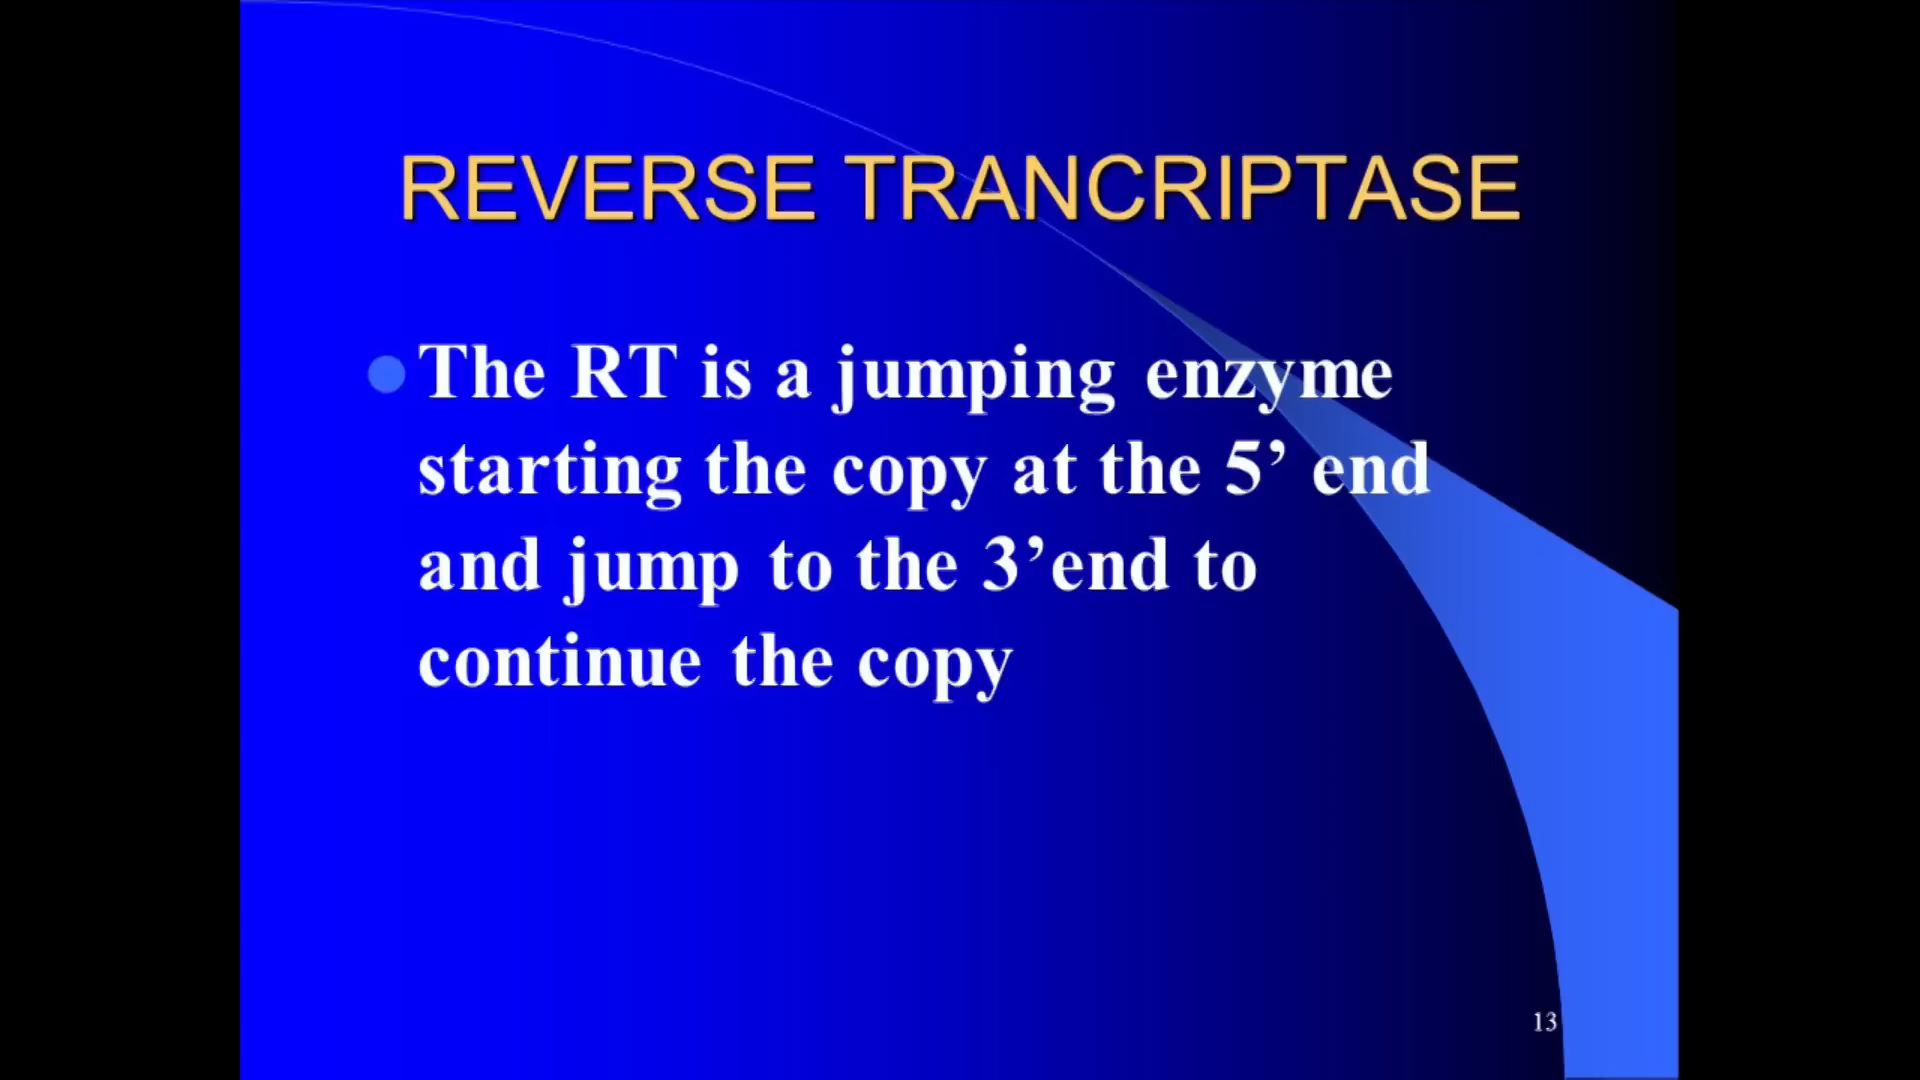 REVERSE TRANCRIPTASE
The RT is a jumping enzyme
starting the copy at the 5’ end
and jump to the 3’end to
continue the copy
13